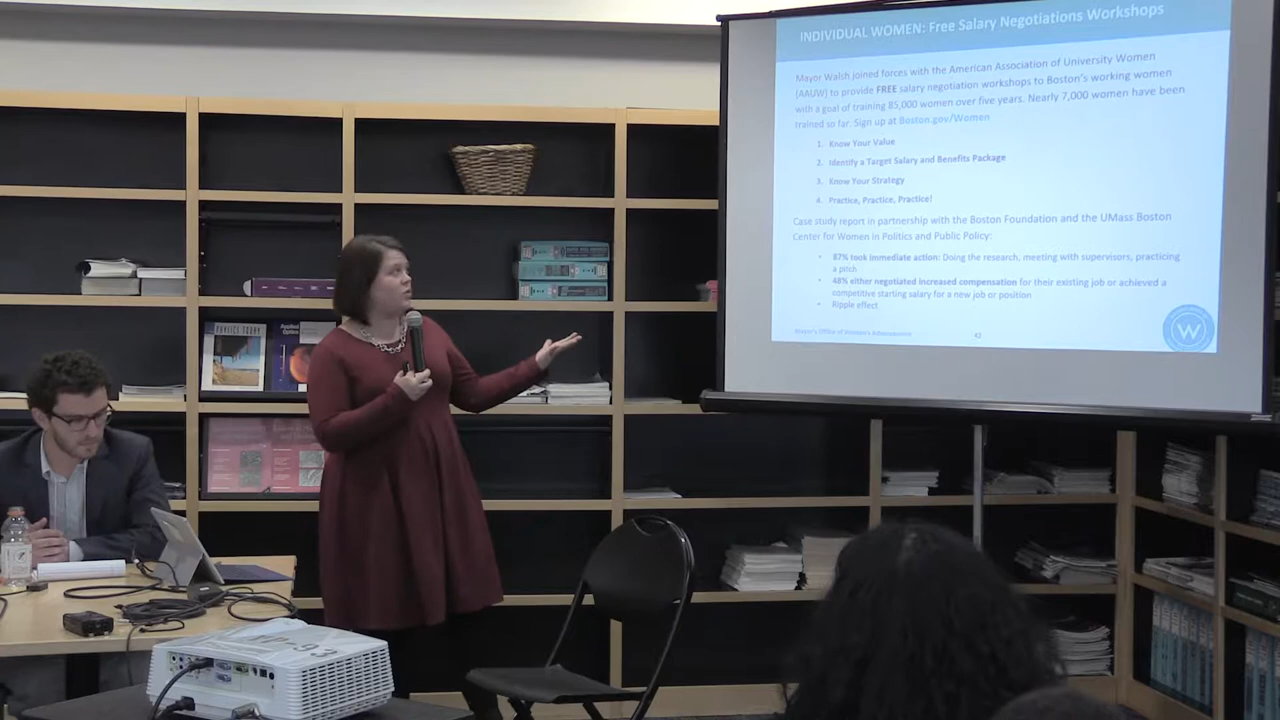 INDIVIDUAL WOMEN: Free Salary Negotiations Workshops
Mayor Walsh joined forces with the American Association of University Women
(AAUW) to provide FREE salary negotiation workshops to Boston's working women
with a goal of training 85,000 women over five years. Nearly 7,000 women have been
trained so far. Sign up at Boston.gov/Women
1. Know Your Value
2. Identify a Target Salary and Benefits Package
3. Know Your Strategy
4. Practice, Practice, Practice!
Case study report in partnership with the Boston Foundation and the UMass Boston
Center for Women in Politics and Public Policy:
• 87% took immediate action: Doing the research, meeting with supervisors, practicing
a pitch
• 48% either negotiated increased compensation for their existing job or achieved a
competitive starting salary for a new job or position
• Ripple effect
Mayor's Office of Women's Advancement
42
W
PHYSICS TODAY
Applied
Optics